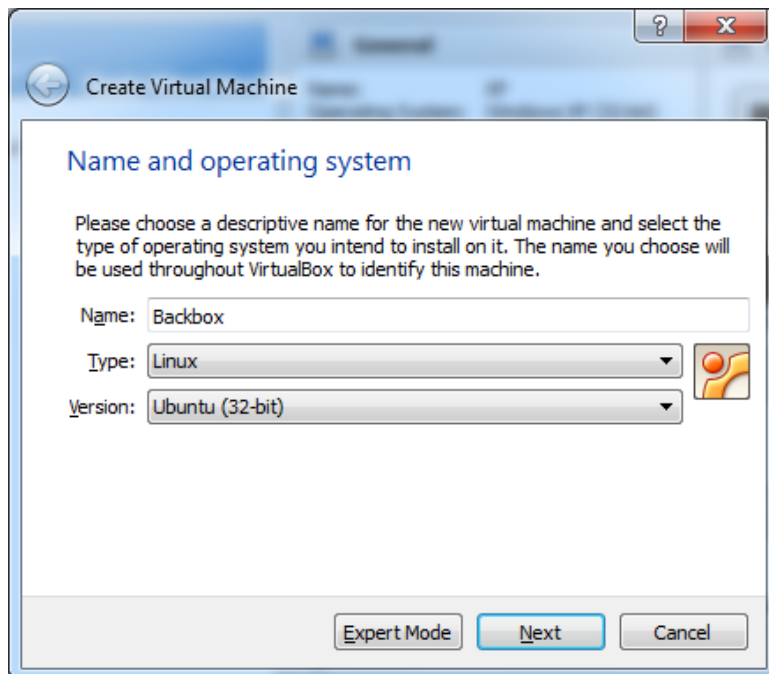 General
Create Virtual Machine
Name and operating system
Please choose a descriptive name for the new virtual machine and select the
type of operating system you intend to install on it. The name you choose will
be used throughout VirtualBox to identify this machine.
Name: Backbox
Type: Linux
Version: Ubuntu (32-bit)
Expert Mode Next Cancel